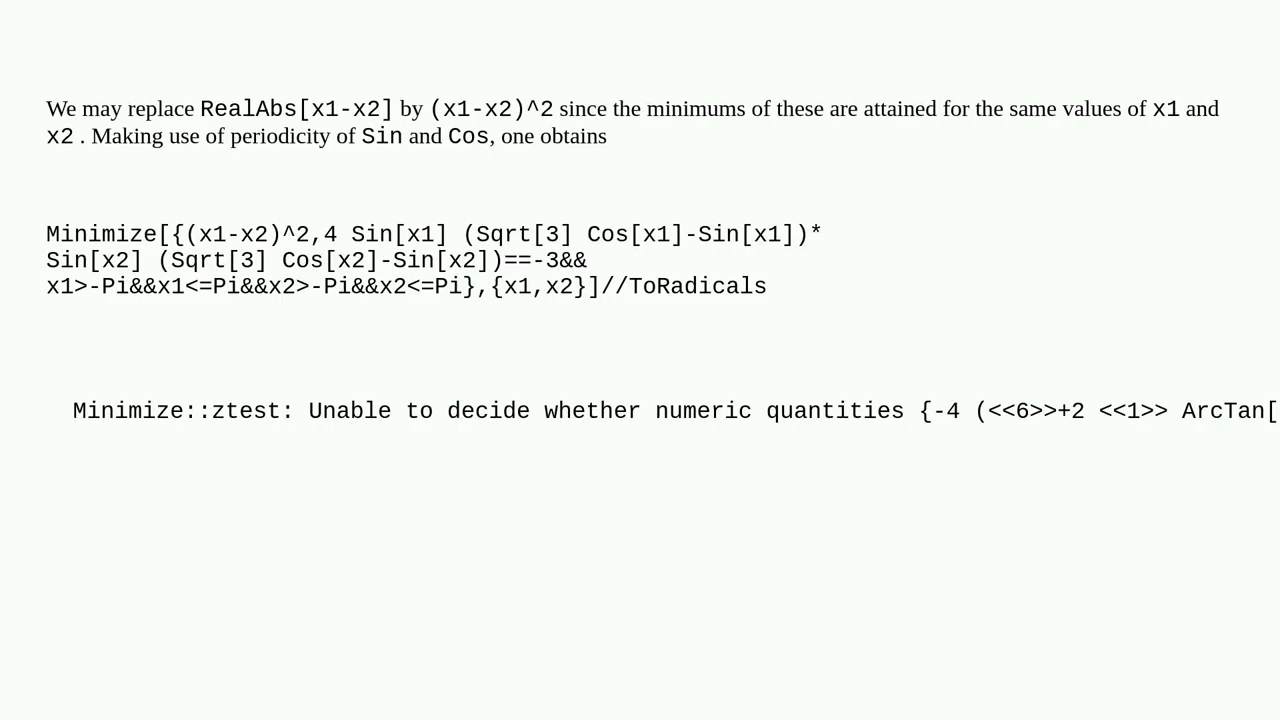 We may replace RealAbs[x1-x2] by (x1-x2)^2 since the minimums of these are attained for the same values of x1 and
x2 . Making use of periodicity of Sin and Cos, one obtains
Minimize[{(x1-x2)^2,4 Sin[x1] (Sqrt[3] Cos[x1]-Sin[x1])*
Sin[x2] (Sqrt[3] Cos[x2]-Sin[x2])==-3&&
x1>-Pi&&x1<=Pi&&x2>-Pi&&x2<=Pi},{x1,x2}]//ToRadicals
Minimize::ztest: Unable to decide whether numeric quantities {-4 (<<6>>+2 <<1>> ArcTan[